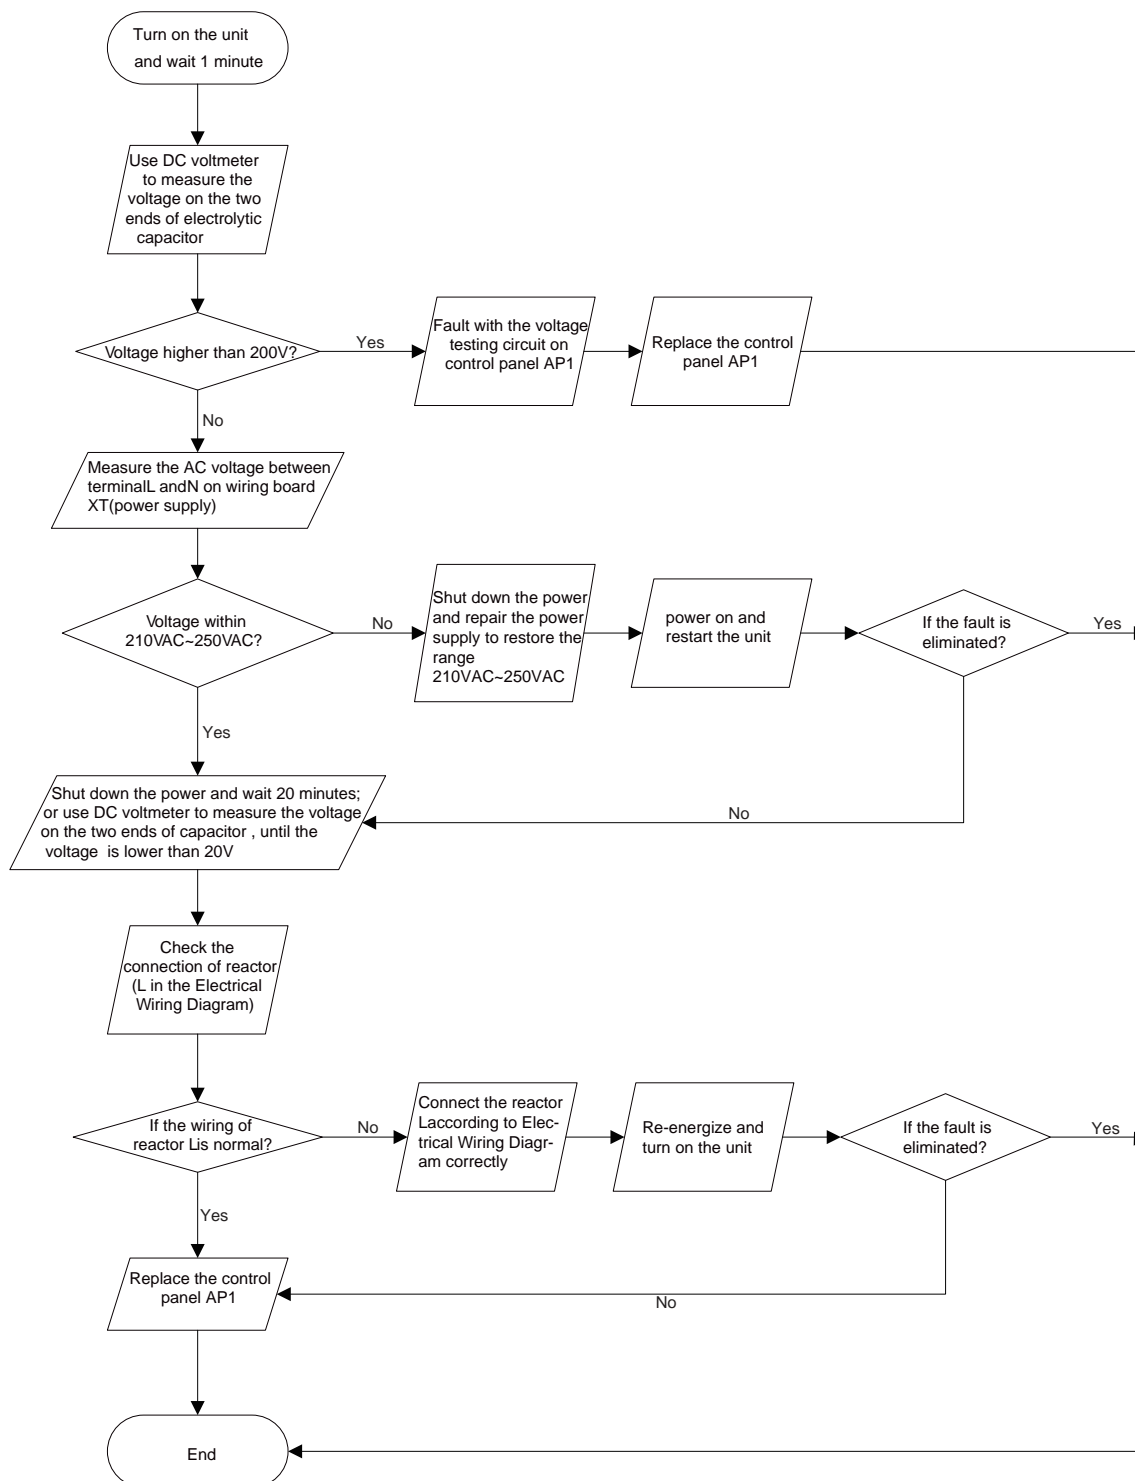 Turn on the unit
and wait 1 minute
Use DC voltmeter
to measure the
voltage on the two
ends of electrolytic
capacitor
Voltage higher than 200V?
Yes
Fault with the voltage
testing circuit on
control panel AP1
Replace the control
panel AP1
No
Measure the AC voltage between
terminalL andN on wiring board
XT(power supply)
Voltage within
210VAC~250VAC?
No
Shut down the power
and repair the power
supply to restore the
range
210VAC~250VAC
power on and
restart the unit
If the fault is
eliminated?
Yes
Yes
No
Shut down the power and wait 20 minutes;
or use DC voltmeter to measure the voltage
on the two ends of capacitor , until the
voltage is lower than 20V
Check the
connection of reactor
(L in the Electrical
Wiring Diagram)
If the wiring of
reactor Lis normal?
No
Connect the reactor
Laccording to Elec-
trical Wiring Diagr-
am correctly
Re-energize and
turn on the unit
If the fault is
eliminated?
Yes
Yes
No
Replace the control
panel AP1
End